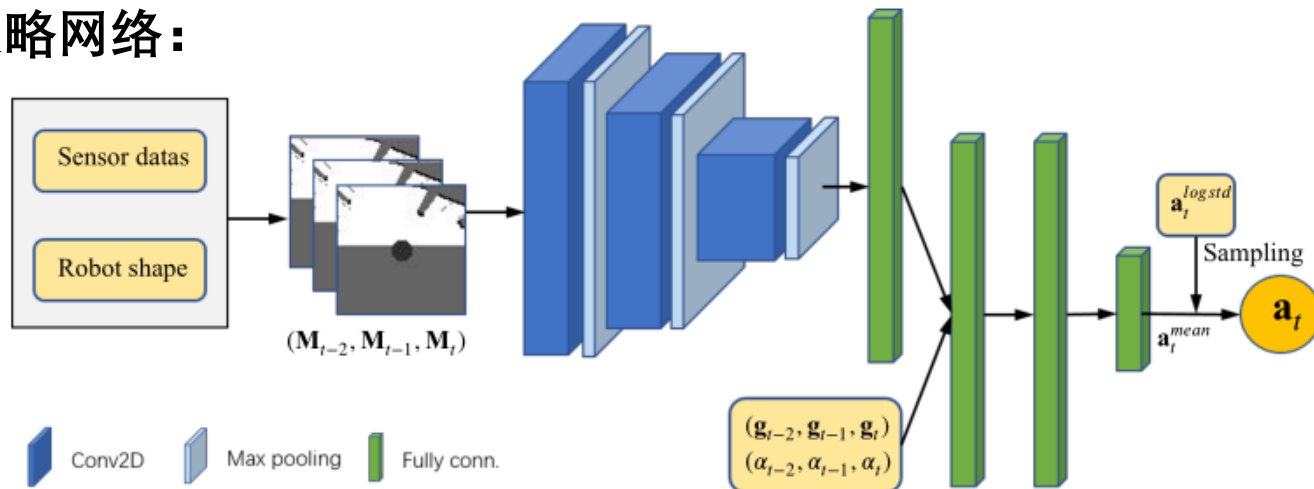 略网络：
Sensor datas
Robot shape
(M_{t-2}, M_{t-1}, M_t)
a_t^{logstd}
Sampling
a_t^{mean}
a_t
(g_{t-2}, g_{t-1}, g_t)
(α_{t-2}, α_{t-1}, α_t)
Conv2D
Max pooling
Fully conn.